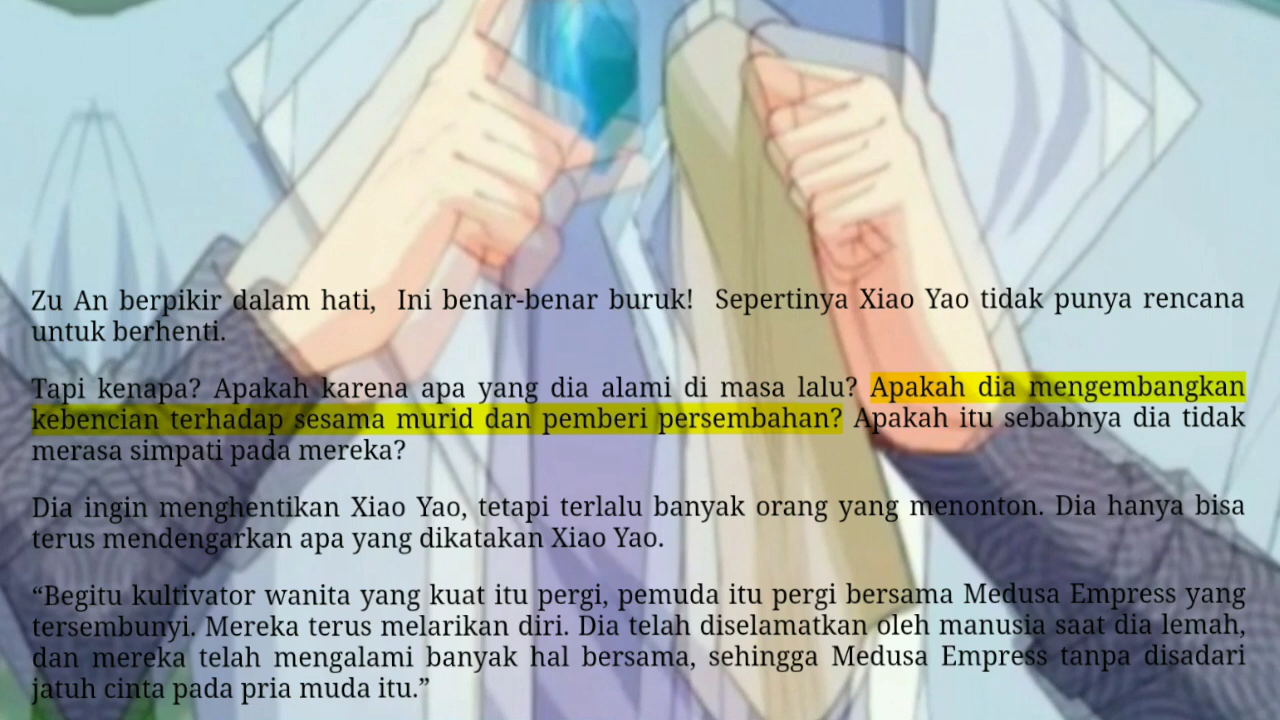 Zu An berpikir dalam hati, Ini benar-benar buruk! Sepertinya Xiao Yao tidak punya rencana
untuk berhenti.
Tapi kenapa? Apakah karena apa yang dia alami di masa lalu? Apakah dia mengembangkan
kebencian terhadap sesama murid dan pemberi persembahan? Apakah itu sebabnya dia tidak
merasa simpati pada mereka?
Dia ingin menghentikan Xiao Yao, tetapi terlalu banyak orang yang menonton. Dia hanya bisa
terus mendengarkan apa yang dikatakan Xiao Yao.
“Begitu kultivator wanita yang kuat itu pergi, pemuda itu pergi bersama Medusa Empress yang
tersembunyi. Mereka terus melarikan diri. Dia telah diselamatkan oleh manusia saat dia lemah,
dan mereka telah mengalami banyak hal bersama, sehingga Medusa Empress tanpa disadari
jatuh cinta pada pria muda itu.”